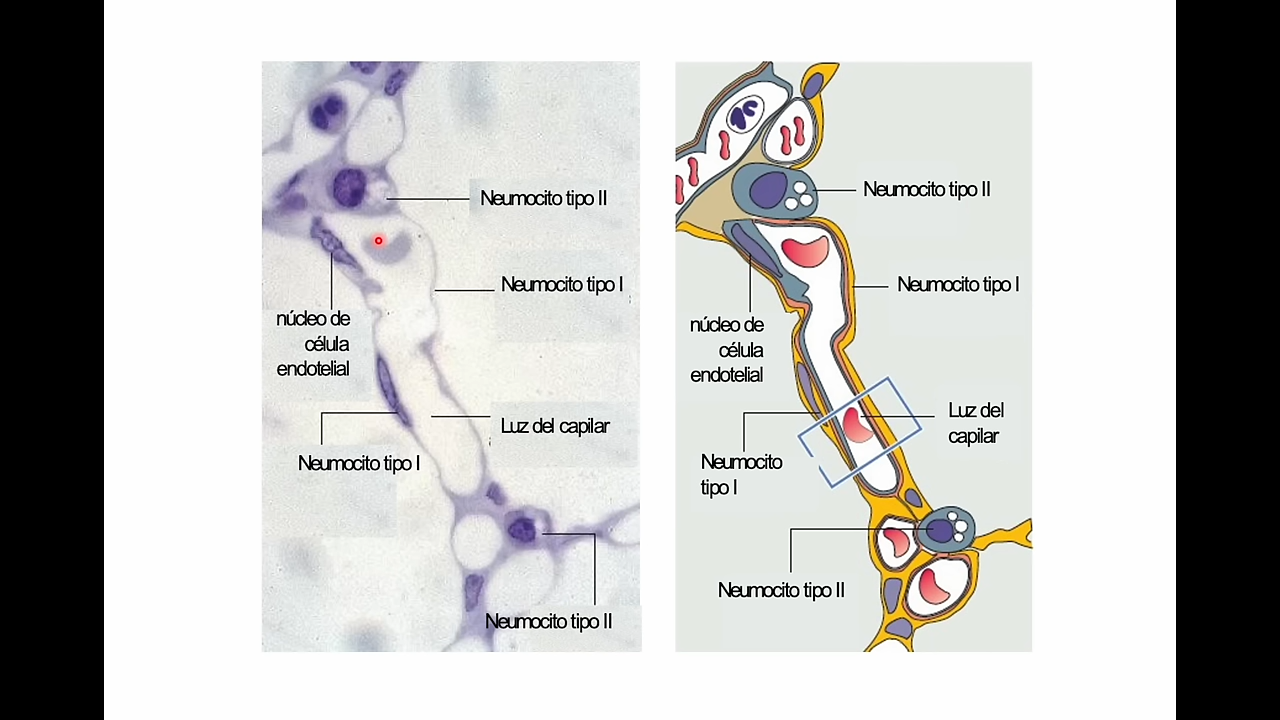 Neumocito tipo II
Neumocito tipo I
núcleo de
célula
endotelial
Luz del capilar
Neumocito tipo I
Neumocito tipo II
Neumocito tipo II
Neumocito tipo I
núcleo de
célula
endotelial
Luz del
capilar
Neumocito
tipo I
Neumocito tipo II